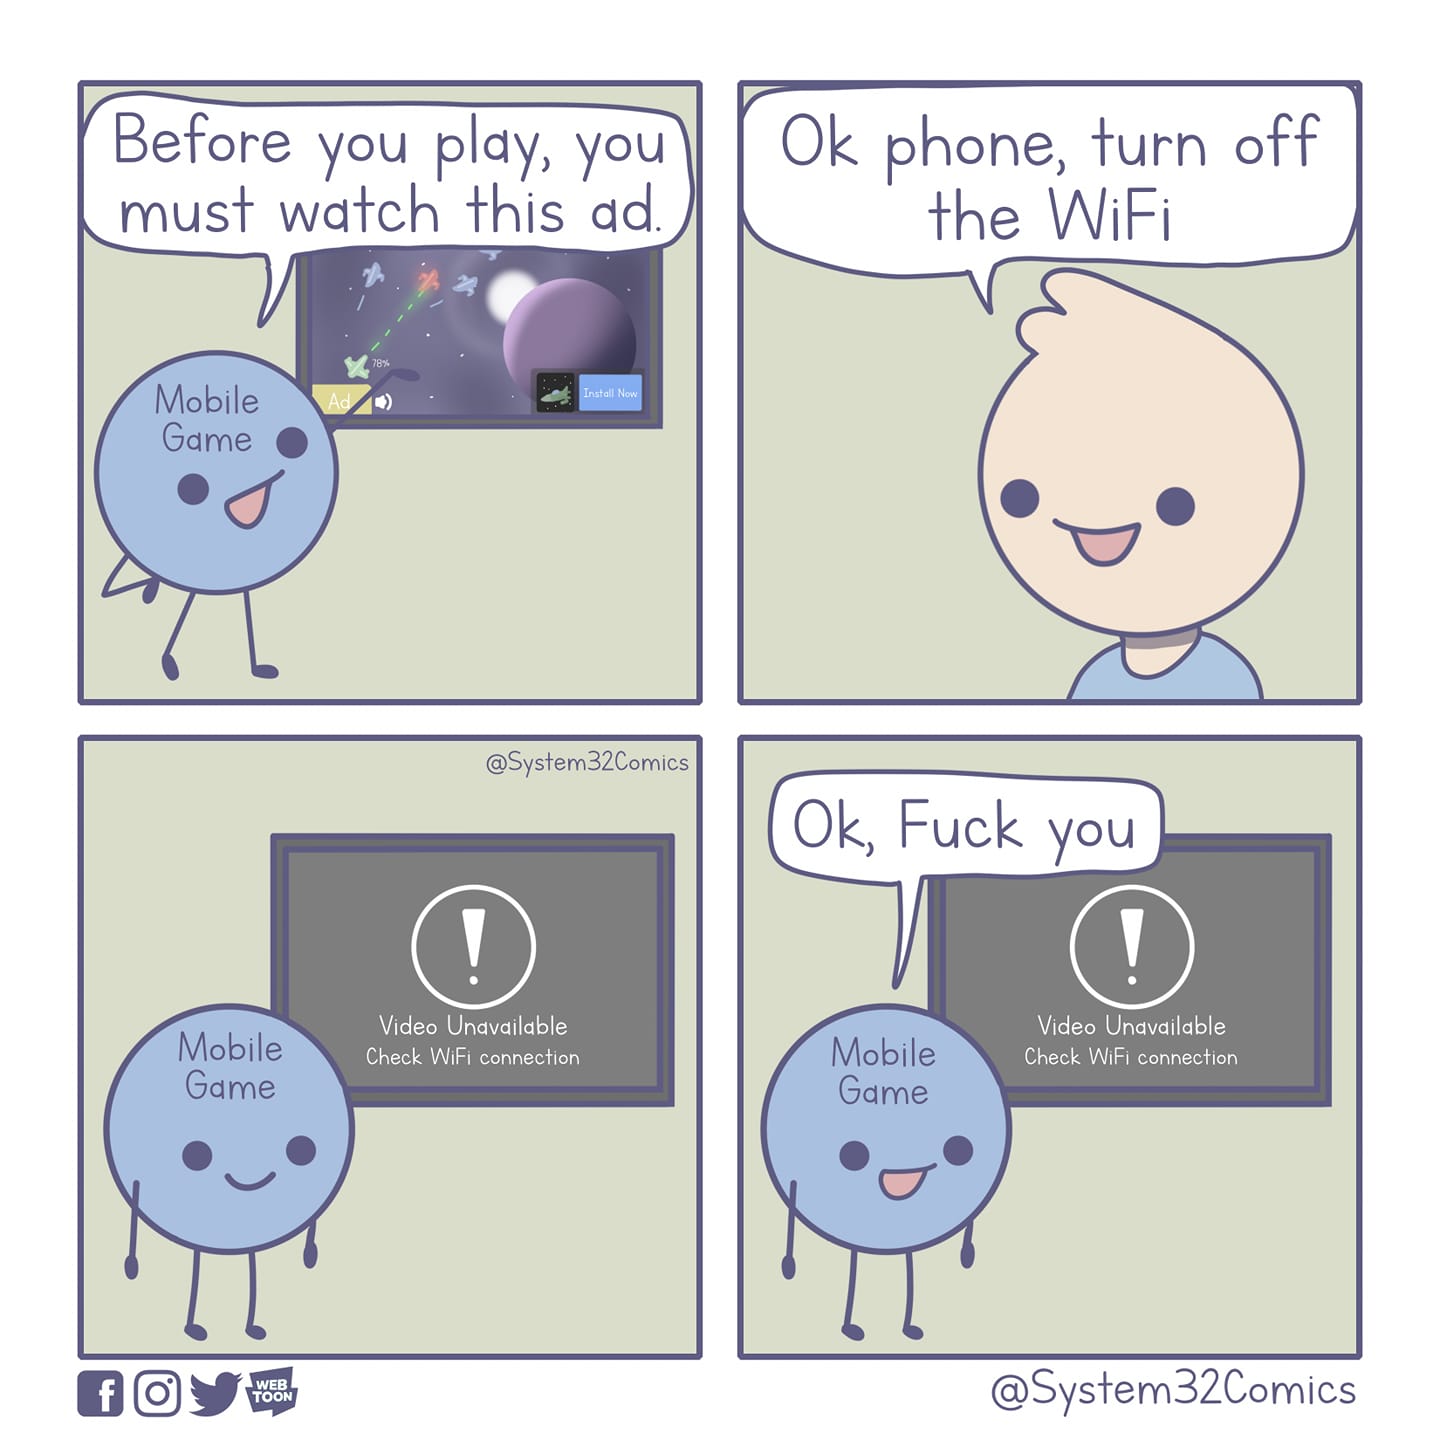 Before you play, you
must watch this ad.
78%
Ad
Install Now
Mobile
Game
Ok phone, turn off
the WiFi
@System32Comics
Video Unavailable
Check WiFi connection
Mobile
Game
Ok, Fuck you
Video Unavailable
Check WiFi connection
Mobile
Game
f
WEB
TOON
@System32Comics